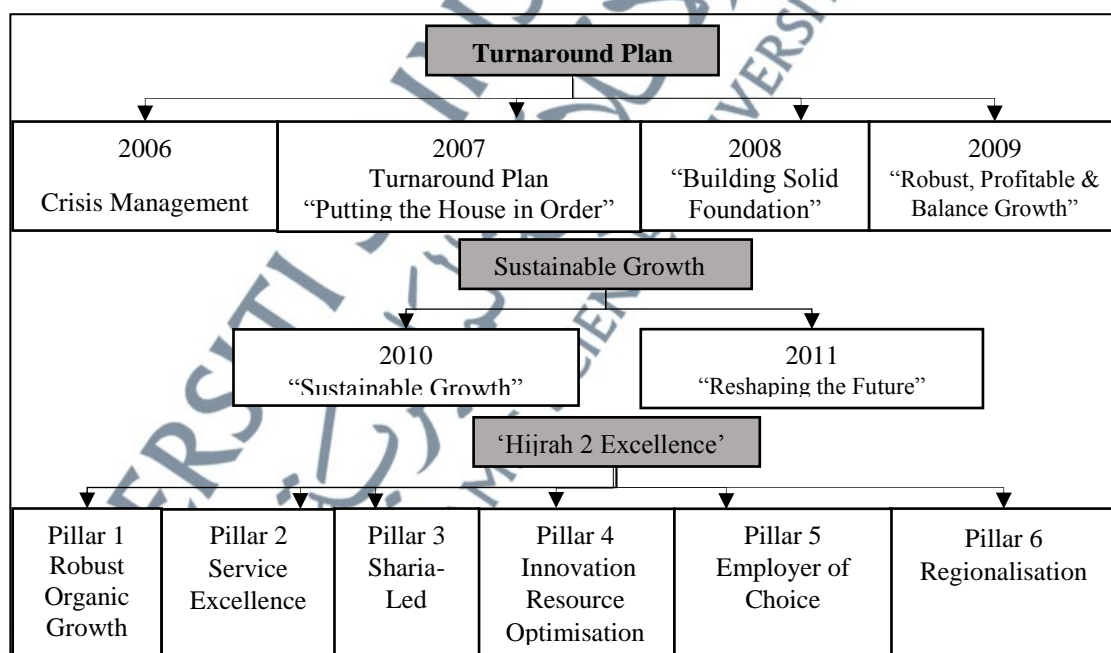 Turnaround Plan
2006
Crisis Management
2007
Turnaround Plan
“Putting the House in Order”
2008
“Building Solid
Foundation”
2009
“Robust, Profitable &
Balance Growth”
Sustainable Growth
2010
“Sustainable Growth”
2011
“Reshaping the Future”
‘Hijrah 2 Excellence’
Pillar 1
Robust
Organic
Growth
Pillar 2
Service
Excellence
Pillar 3
Sharia-
Led
Pillar 4
Innovation
Resource
Optimisation
Pillar 5
Employer of
Choice
Pillar 6
Regionalisation